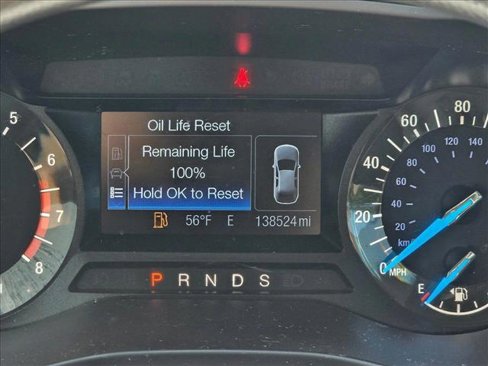 Oil Life Reset
Remaining Life
100%
Hold OK to Reset
56°F E 138524 mi
P R N D S
5
6
7
8
0
20
40
60
80
20
40
60
80
100
120
140
km/
MPH
E